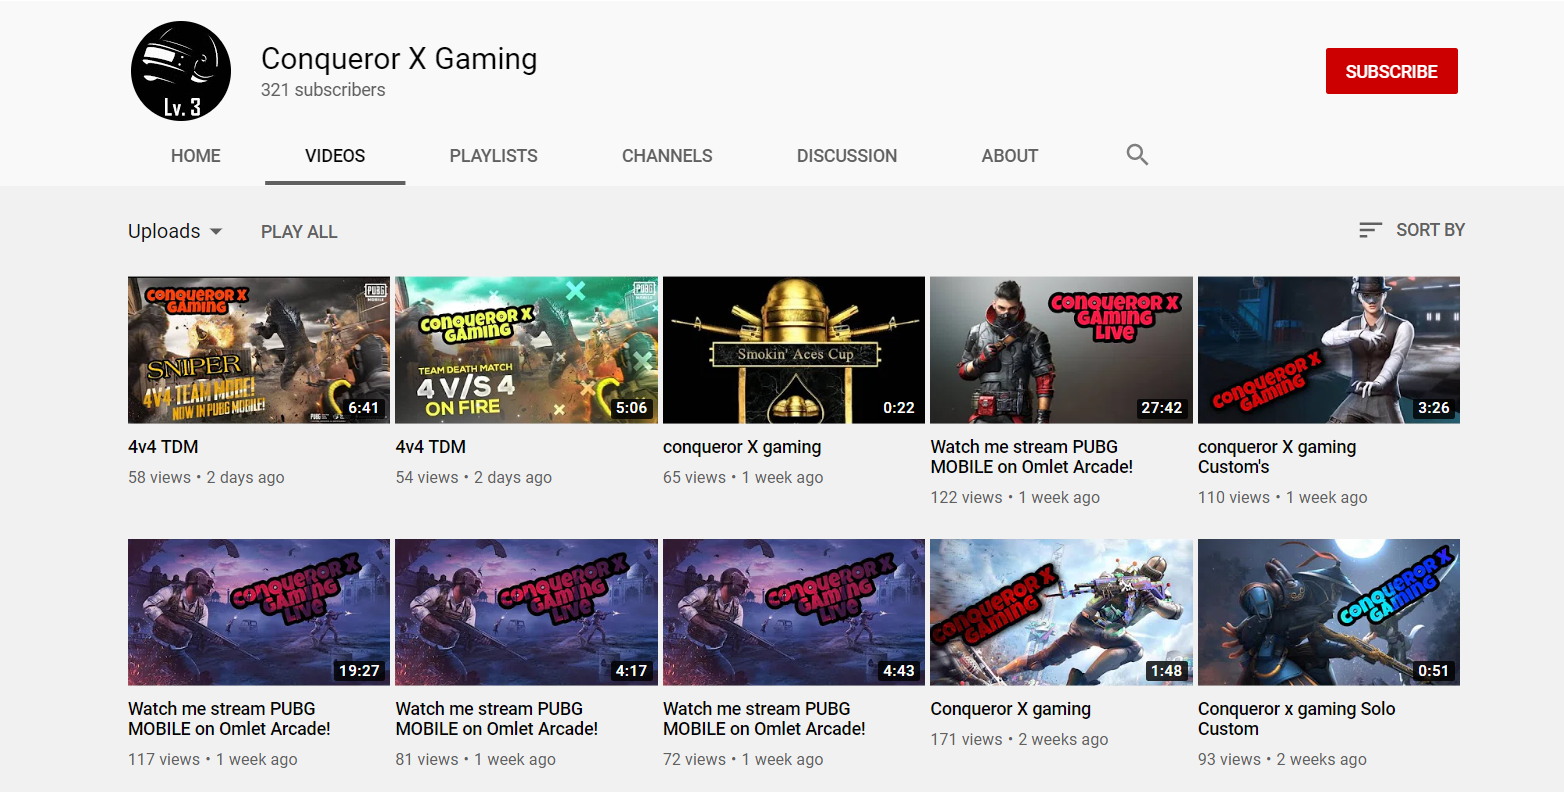 Conqueror X Gaming
321 subscribers
Lv. 3
SUBSCRIBE
HOME VIDEOS PLAYLISTS CHANNELS DISCUSSION ABOUT
Uploads PLAY ALL SORT BY
CONQUEROR X
GAMING
PUBG
MOBILE
SNIPER
4V4 TEAM MODE!
NOW IN PUBG MOBILE!
6:41
4v4 TDM
58 views • 2 days ago
PUBG
MOBILE
CONQUEROR X
GAMING
TEAM DEATH MATCH
4 V/S 4
ON FIRE
5:06
4v4 TDM
54 views • 2 days ago
Smokin' Aces Cup
0:22
conqueror X gaming
65 views • 1 week ago
CONQUEROR X
GAMING
LIVE
27:42
Watch me stream PUBG
MOBILE on Omlet Arcade!
122 views • 1 week ago
CONQUEROR X
GAMING
3:26
conqueror X gaming
Custom's
110 views • 1 week ago
CONQUEROR X
GAMING
LIVE
19:27
Watch me stream PUBG
MOBILE on Omlet Arcade!
117 views • 1 week ago
CONQUEROR X
GAMING
LIVE
4:17
Watch me stream PUBG
MOBILE on Omlet Arcade!
81 views • 1 week ago
CONQUEROR X
GAMING
LIVE
4:43
Watch me stream PUBG
MOBILE on Omlet Arcade!
72 views • 1 week ago
CONQUEROR X
GAMING
1:48
Conqueror X gaming
171 views • 2 weeks ago
CONQUEROR X
GAMING
0:51
Conqueror x gaming Solo
Custom
93 views • 2 weeks ago